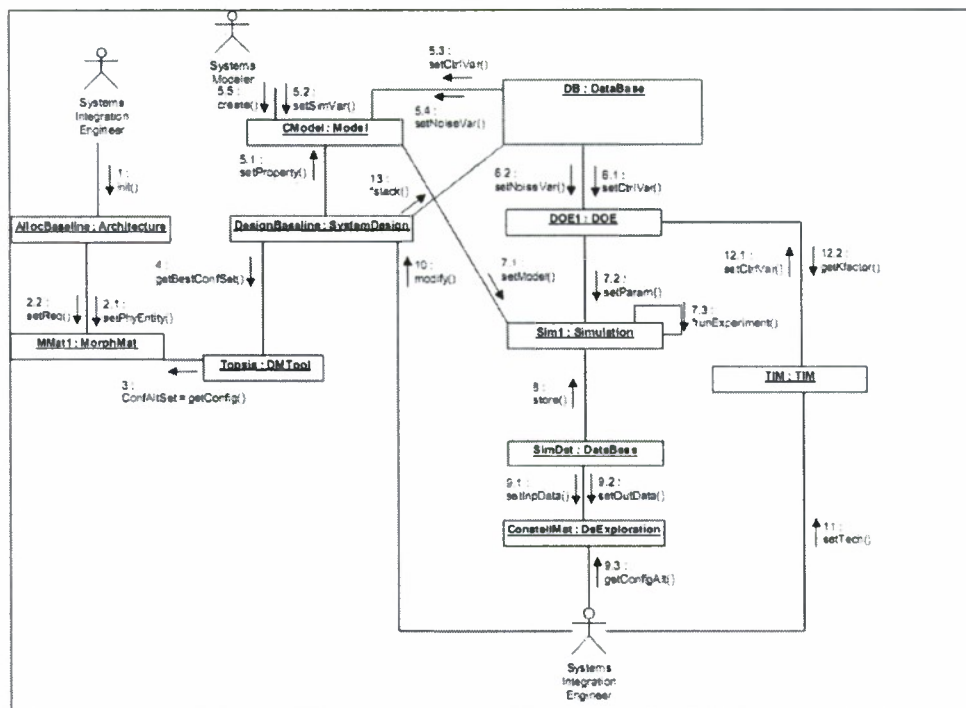 Systems
Modeler
Systems
Integration
Engineer
1 :
init()
5.5 :
create()
5.2 :
setSimVar()
5.3 :
setCtrlVar()
5.4 :
setNoiseVar()
DB : DataBase
CModel : Model
5.1 :
setProperty()
13 :
*stack()
6.2 :
setNoiseVar()
6.1 :
setCtrlVar()
AllocBaseline : Architecture
DesignBaseline : SystemDesign
DOE1 : DOE
4 :
getBestConfSet()
10 :
modify()
7.1 :
setModel()
7.2 :
setParam()
12.1 :
setCtrlVar()
12.2 :
getKfactor()
2.2 :
setReq()
2.1 :
setPhyEntity()
7.3 :
*runExperiment()
MMat1 : MorphMat
Sim1 : Simulation
Topsis : DMTool
TIM : TIM
3 :
ConfAltSet = getConfig()
8 :
store()
SimDat : DataBase
9.1 :
setInpData()
9.2 :
setOutData()
ConstellMat : DsExploration
11 :
setTech()
9.3 :
getConfigAlt()
Systems
Integration
Engineer